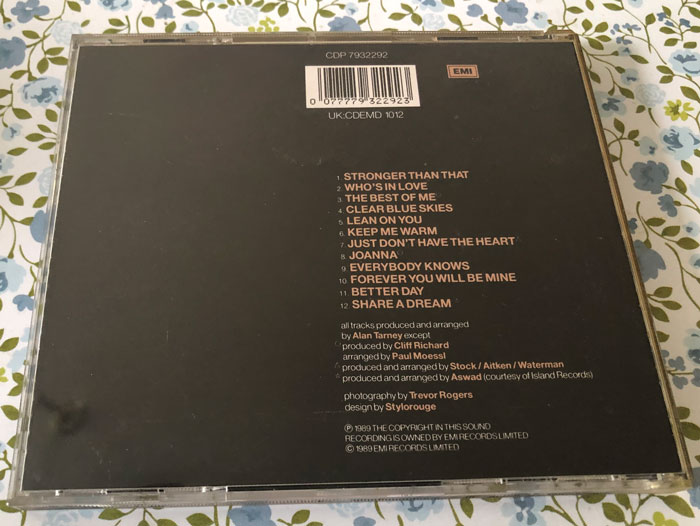 CDP 7932292
EMI
0 077779 322923
UK:CDEMD 1012
1 STRONGER THAN THAT
2 WHO'S IN LOVE
3 THE BEST OF ME
4 CLEAR BLUE SKIES
5 LEAN ON YOU
6 KEEP ME WARM
7 JUST DON'T HAVE THE HEART
8 JOANNA
9 EVERYBODY KNOWS
10 FOREVER YOU WILL BE MINE
11 BETTER DAY
12 SHARE A DREAM
all tracks produced and arranged
by Alan Tarney except
produced by Cliff Richard
arranged by Paul Moessl
produced and arranged by Stock / Aitken / Waterman
produced and arranged by Aswad (courtesy of Island Records)
photography by Trevor Rogers
design by Stylorouge
Ⓟ 1989 THE COPYRIGHT IN THIS SOUND
RECORDING IS OWNED BY EMI RECORDS LIMITED
© 1989 EMI RECORDS LIMITED